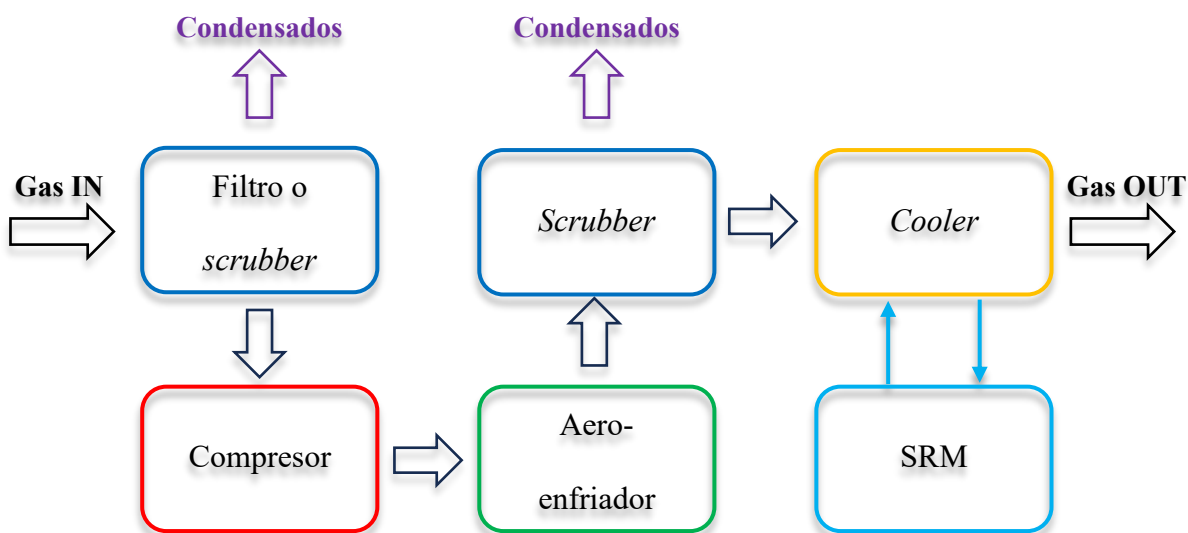 Condensados
Condensados
Gas IN
Filtro o
scrubber
Scrubber
Cooler
Gas OUT
Compresor
Aero-
enfriador
SRM